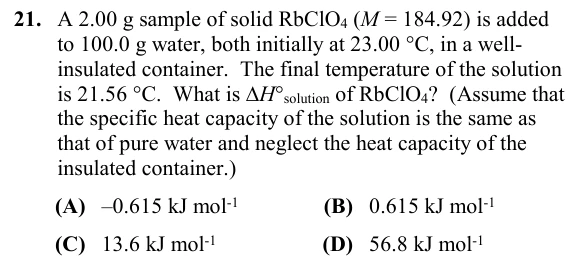 21. A 2.00 g sample of solid RbClO₄ (M = 184.92) is added
to 100.0 g water, both initially at 23.00 °C, in a well-
insulated container. The final temperature of the solution
is 21.56 °C. What is ΔH°solution of RbClO₄? (Assume that
the specific heat capacity of the solution is the same as
that of pure water and neglect the heat capacity of the
insulated container.)
(A) –0.615 kJ mol⁻¹ (B) 0.615 kJ mol⁻¹
(C) 13.6 kJ mol⁻¹ (D) 56.8 kJ mol⁻¹